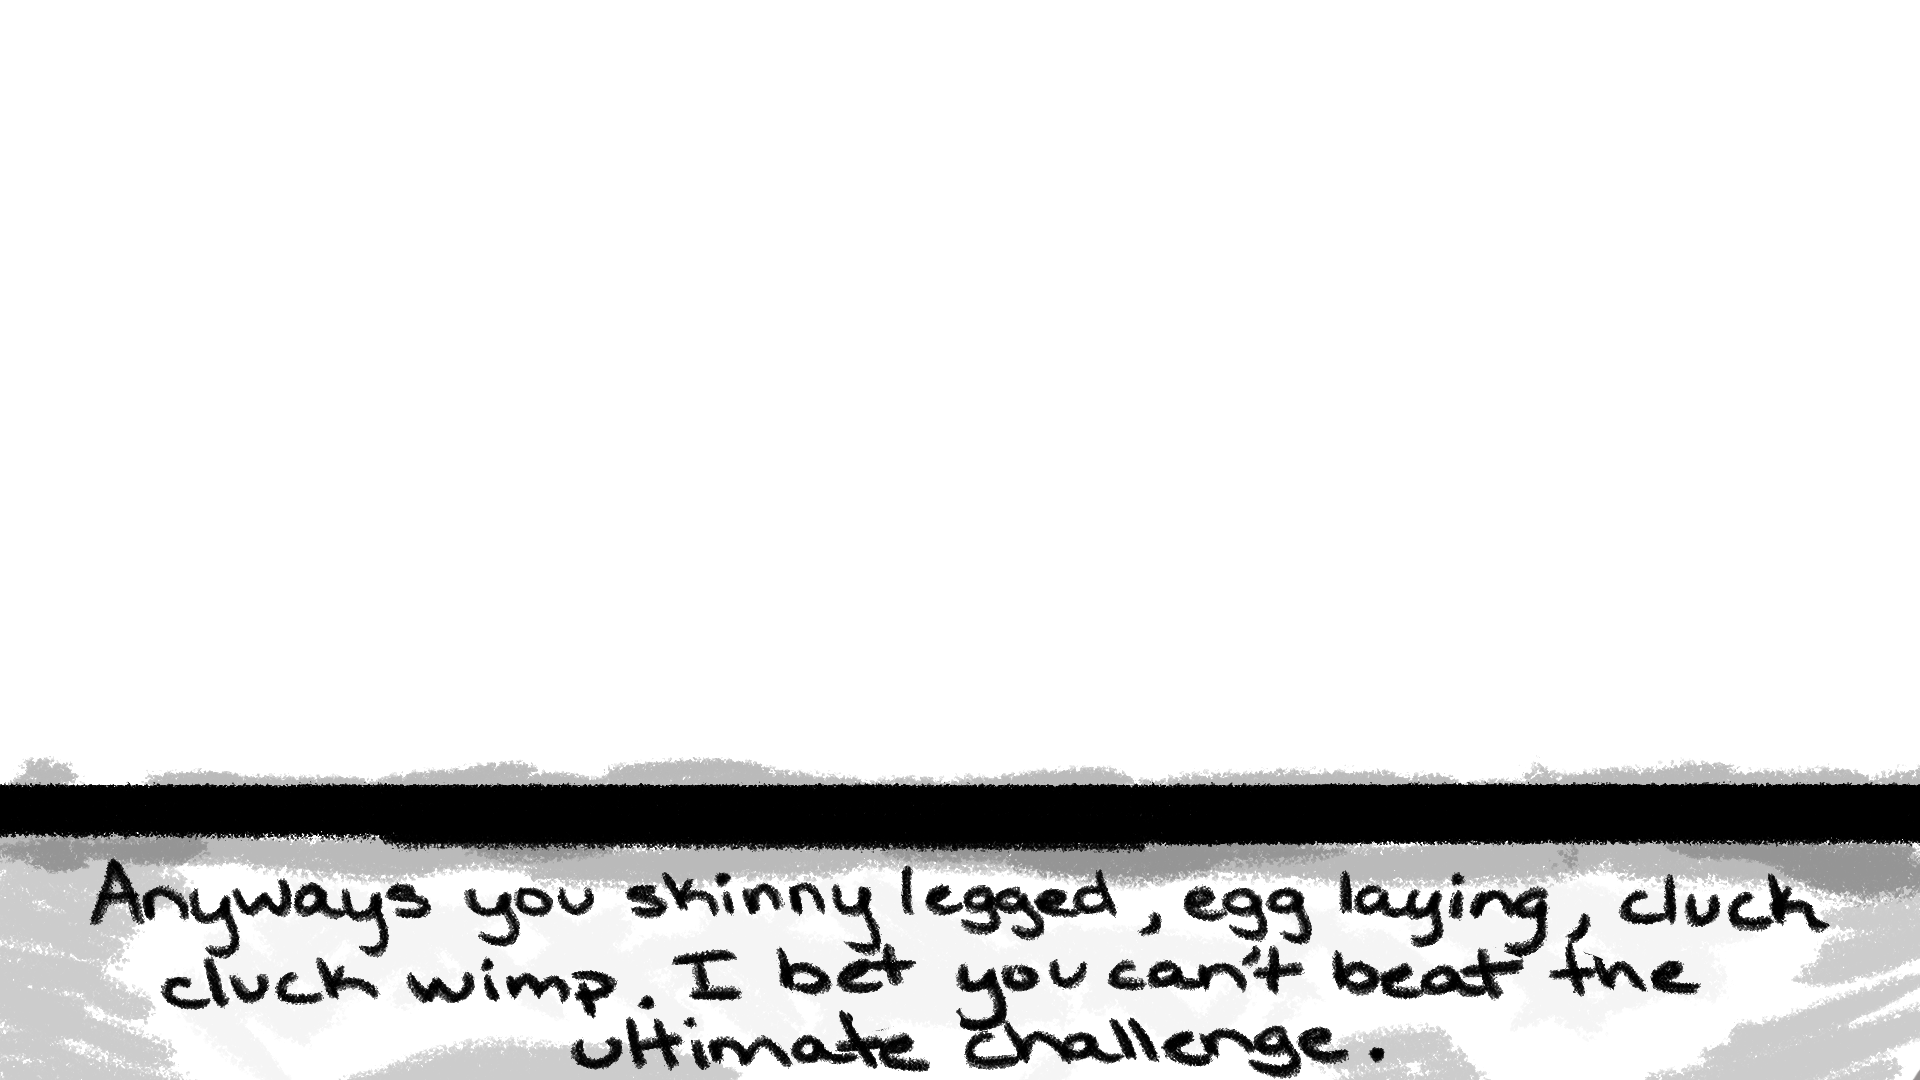 Anyways you skinny legged, egg laying, cluck
cluck wimp. I bet you can't beat the
ultimate challenge.